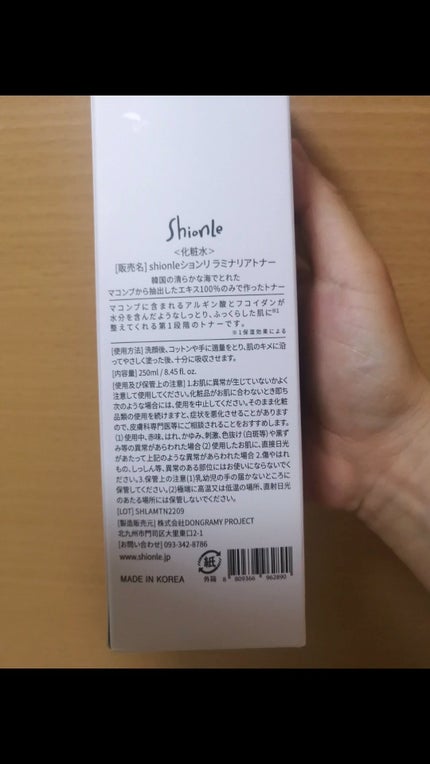 Shionle
<化粧水>
[販売名] shionleションリ ラミナリアトナー
韓国の清らかな海でとれた
マコンブから抽出したエキス100%のみで作ったトナー
マコンブに含まれるアルギン酸とフコイダンが
水分を含んだようなしっとり、ふっくらした肌に※1
整えてくれる第1段階のトナーです。
※1保湿効果による
[使用方法] 洗顔後、コットンや手に適量をとり、肌のキメに沿
ってやさしく塗った後、十分に吸収させます。
[内容量] 250ml / 8.45 fl. oz.
[使用及び保管上の注意] 1.お肌に異常が生じていないかよく
注意して使用してください。化粧品がお肌に合わないとき即ち
次のような場合には、使用を中止してください。そのまま化粧
品類の使用を続けますと、症状を悪化させることがあります
ので、皮膚科専門医等にご相談されることをおすすめします。
(1) 使用中、赤味、はれ、かゆみ、刺激、色抜け(白斑等)や黒ず
み等の異常があらわれた場合 (2) 使用したお肌に、直接日光
があたって上記のような異常があらわれた場合 2.傷やはれ
もの、しっしん等、異常のある部位にはお使いにならないでく
ださい。3.保管上の注意(1)乳幼児の手の届かないところに
保管してください。(2)極端に高温又は低温の場所、直射日光
のあたる場所には保管しないでください。
[LOT] SHLAMTN2209
[製造販売元] 株式会社DONGRAMY PROJECT
北九州市門司区大里東口2-1
[お問い合わせ] 093-342-8786
www.shionle.jp
MADE IN KOREA
紙
外箱
8 809366 962890